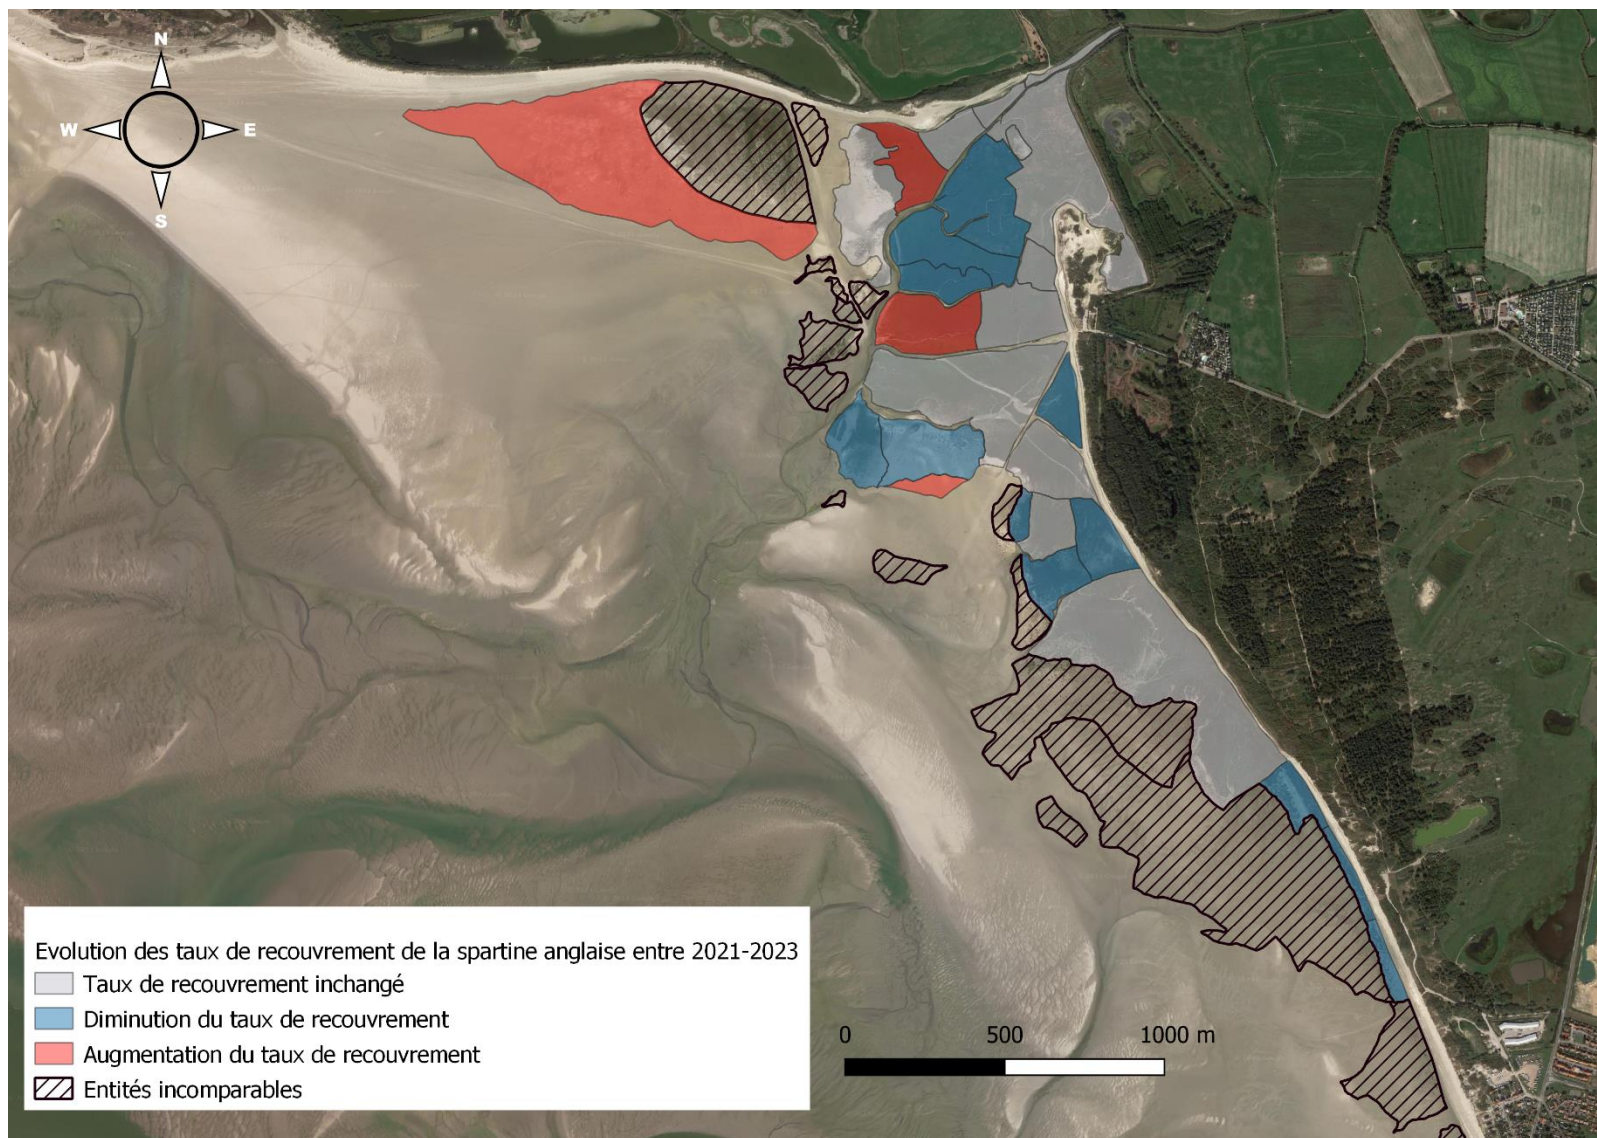 N
W E
S
Evolution des taux de recouvrement de la spartine anglaise entre 2021-2023
Taux de recouvrement inchangé
Diminution du taux de recouvrement
Augmentation du taux de recouvrement
Entités incomparables
0 500 1000 m